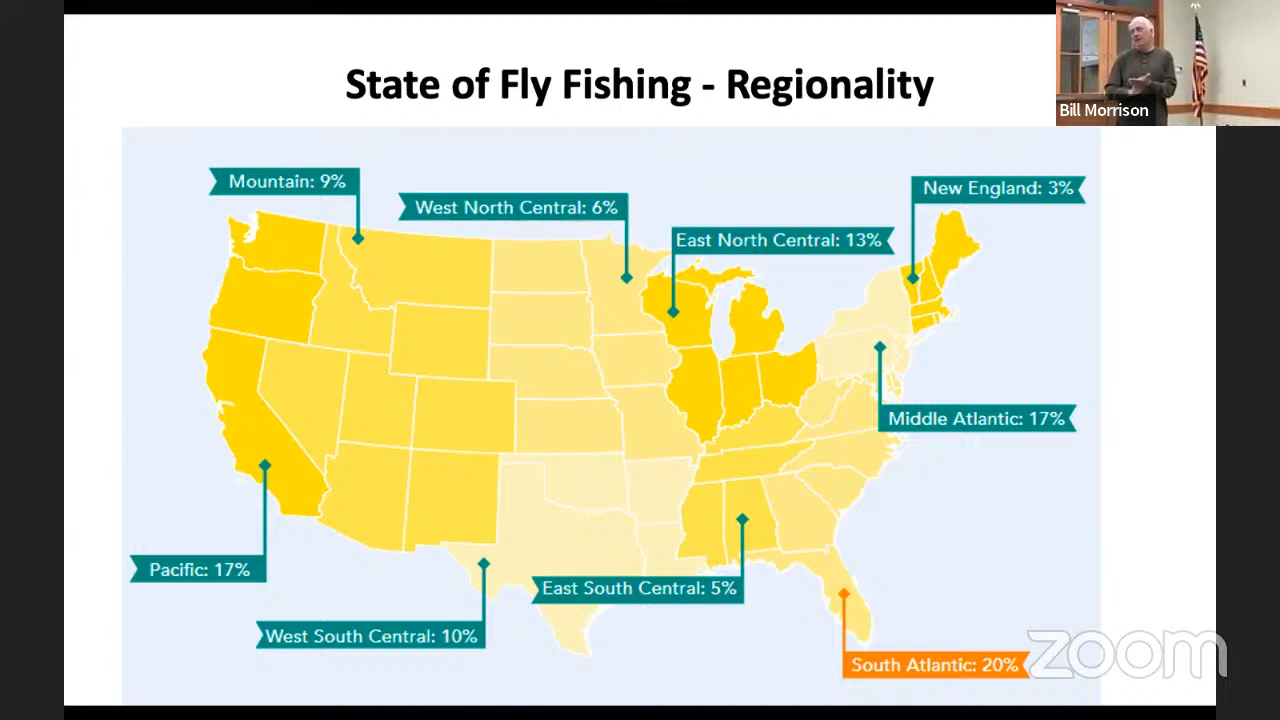 State of Fly Fishing - Regionality
Bill Morrison
Mountain: 9%
West North Central: 6%
New England: 3%
East North Central: 13%
Middle Atlantic: 17%
Pacific: 17%
East South Central: 5%
West South Central: 10%
South Atlantic: 20%
zoom